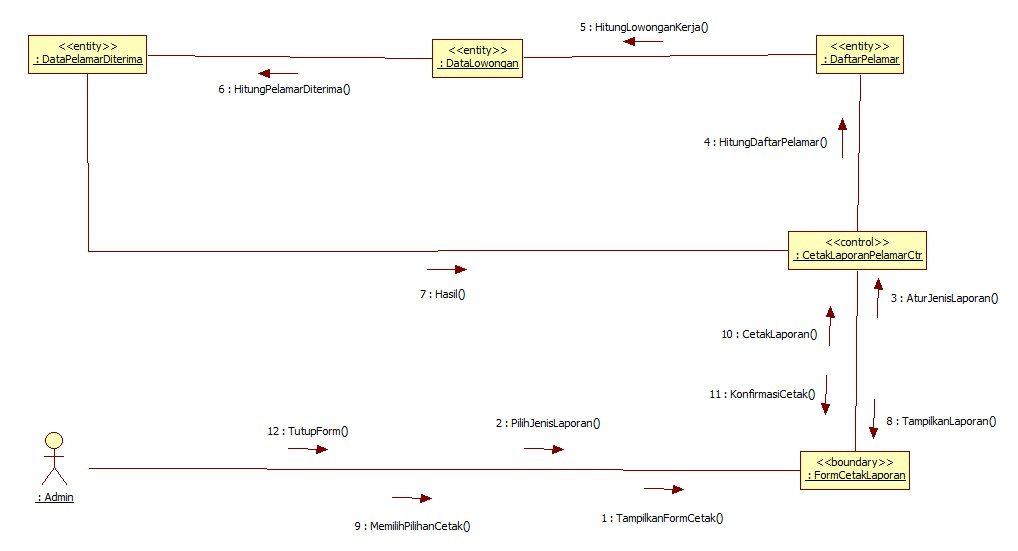 5 : HitungLowonganKerja()
<<entity>>
: DataPelamarDiterima
<<entity>>
: DataLowongan
<<entity>>
: DaftarPelamar
6 : HitungPelamarDiterima()
4 : HitungDaftarPelamar()
<<control>>
: CetakLaporanPelamarCtr
7 : Hasil()
3 : AturJenisLaporan()
10 : CetakLaporan()
11 : KonfirmasiCetak()
8 : TampilkanLaporan()
12 : TutupForm()
2 : PilihJenisLaporan()
<<boundary>>
: FormCetakLaporan
: Admin
9 : MemilihPilihanCetak()
1 : TampilkanFormCetak()